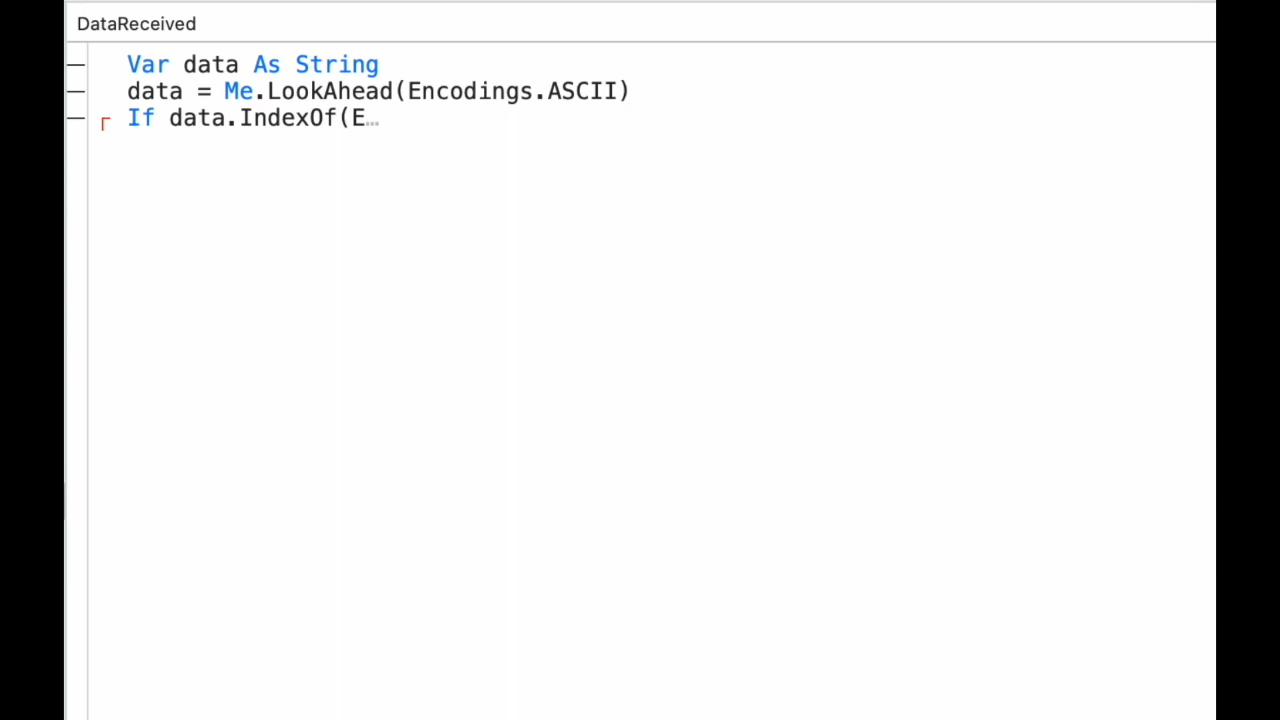 DataReceived
Var data As String
data = Me.LookAhead(Encodings.ASCII)
If data.IndexOf(E…